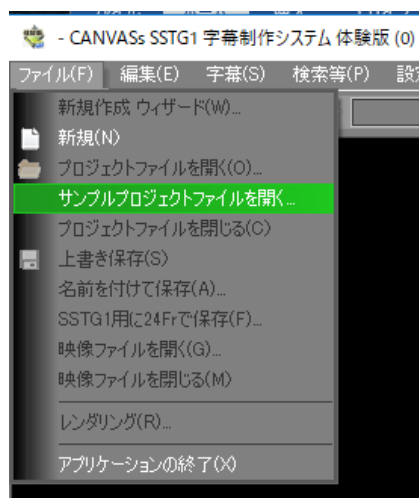 - CANVASs SSTG1 字幕制作システム 体験版 (0)
ファイル(F) 編集(E) 字幕(S) 検索等(P) 設定
新規作成 ウィザード(W)...
新規(N)
プロジェクトファイルを開く(O)...
サンプルプロジェクトファイルを開く...
プロジェクトファイルを閉じる(C)
上書き保存(S)
名前を付けて保存(A)...
SSTG1用に24Frで保存(F)...
映像ファイルを開く(G)...
映像ファイルを閉じる(M)
レンダリング(R)...
アプリケーションの終了(X)